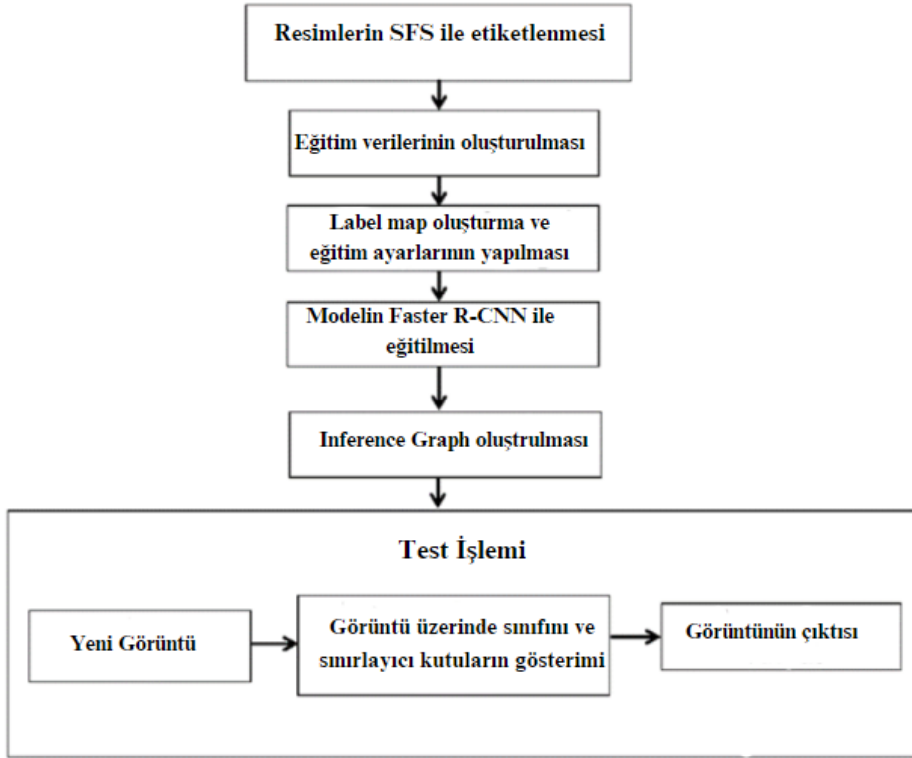 Resimlerin SFS ile etiketlenmesi
Eğitim verilerinin oluşturulması
Label map oluşturma ve
eğitim ayarlarının yapılması
Modelin Faster R-CNN ile
eğitilmesi
Inference Graph oluştrulması
Test İşlemi
Yeni Görüntü
Görüntü üzerinde sınıfını ve
sınırlayıcı kutuların gösterimi
Görüntünün çıktısı